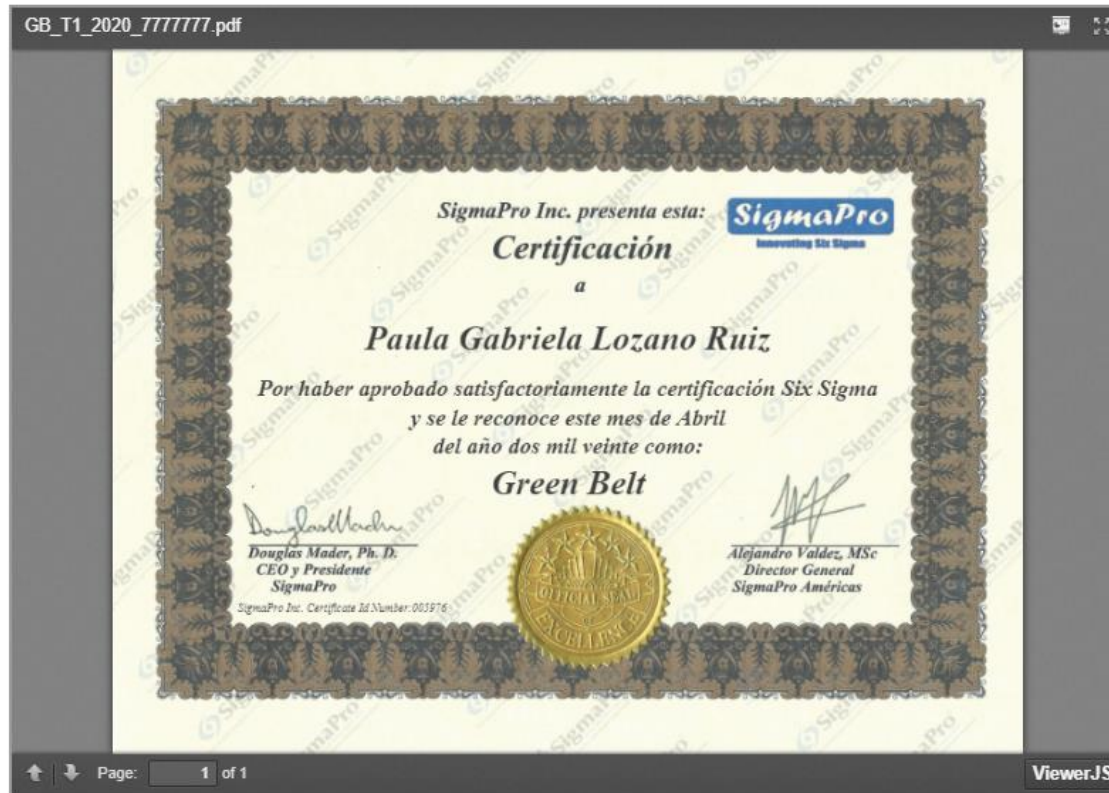 GB_T1_2020_7777777.pdf
SigmaPro Inc. presenta esta:
SigmaPro
Innovating Six Sigma
Certificación
a
Paula Gabriela Lozano Ruiz
Por haber aprobado satisfactoriamente la certificación Six Sigma
y se le reconoce este mes de Abril
del año dos mil veinte como:
Green Belt
Douglas Mader, Ph. D.
CEO y Presidente
SigmaPro
SigmaPro Inc. Certificate Id Number:003976
Alejandro Valdez, MSc
Director General
SigmaPro Américas
OFFICIAL SEAL
OF
EXCELLENCE
Page: 1 of 1
ViewerJS